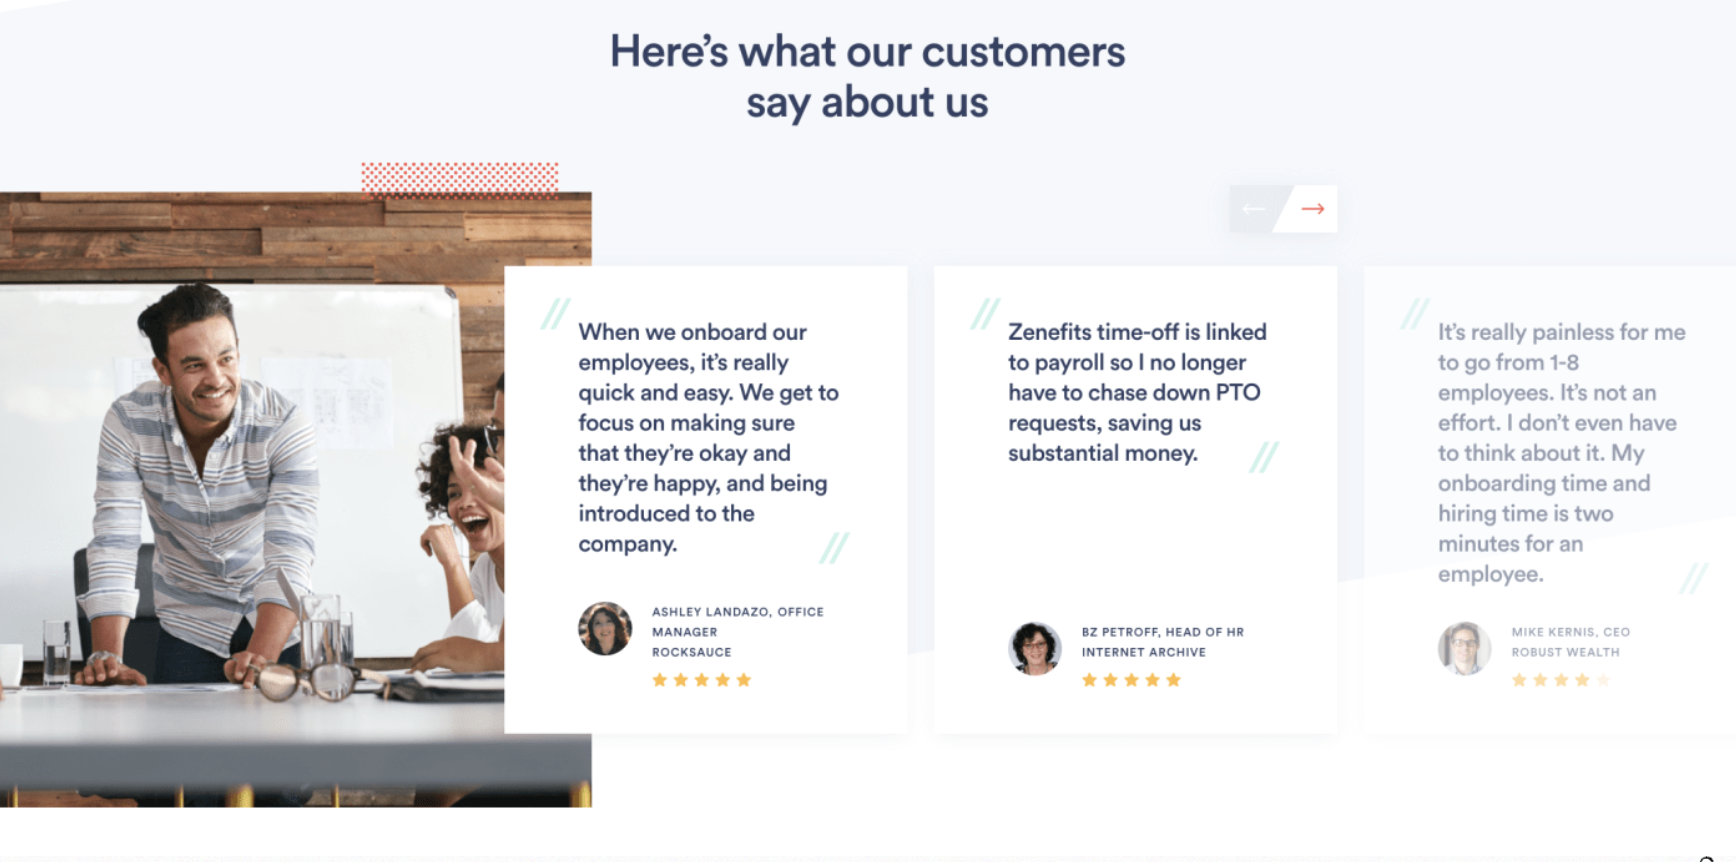 Here’s what our customers
say about us
When we onboard our
employees, it’s really
quick and easy. We get to
focus on making sure
that they’re okay and
they’re happy, and being
introduced to the
company.
ASHLEY LANDAZO, OFFICE
MANAGER
ROCKSAUCE
Zenefits time-off is linked
to payroll so I no longer
have to chase down PTO
requests, saving us
substantial money.
BZ PETROFF, HEAD OF HR
INTERNET ARCHIVE
It’s really painless for me
to go from 1-8
employees. It’s not an
effort. I don’t even have
to think about it. My
onboarding time and
hiring time is two
minutes for an
employee.
MIKE KERNIS, CEO
ROBUST WEALTH